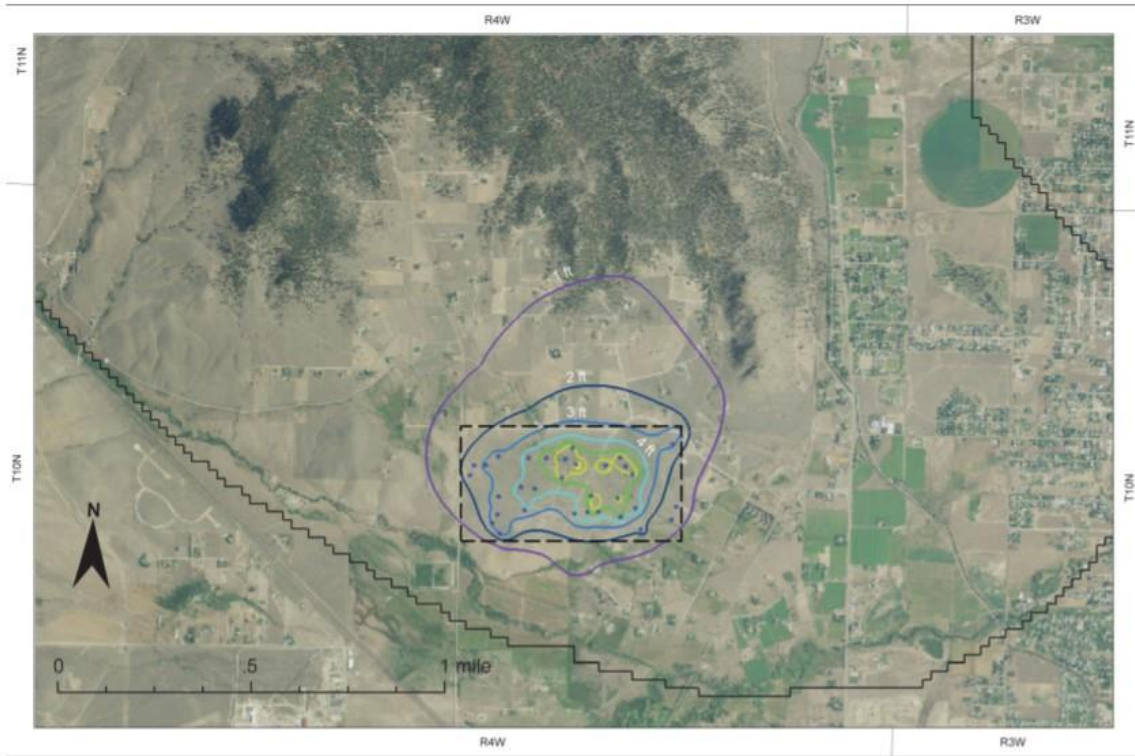 R4W R3W
T11N T11N
1 ft
2 ft
3 ft
4 ft
T10N T10N
N
0 .5 1 mile
R4W R3W